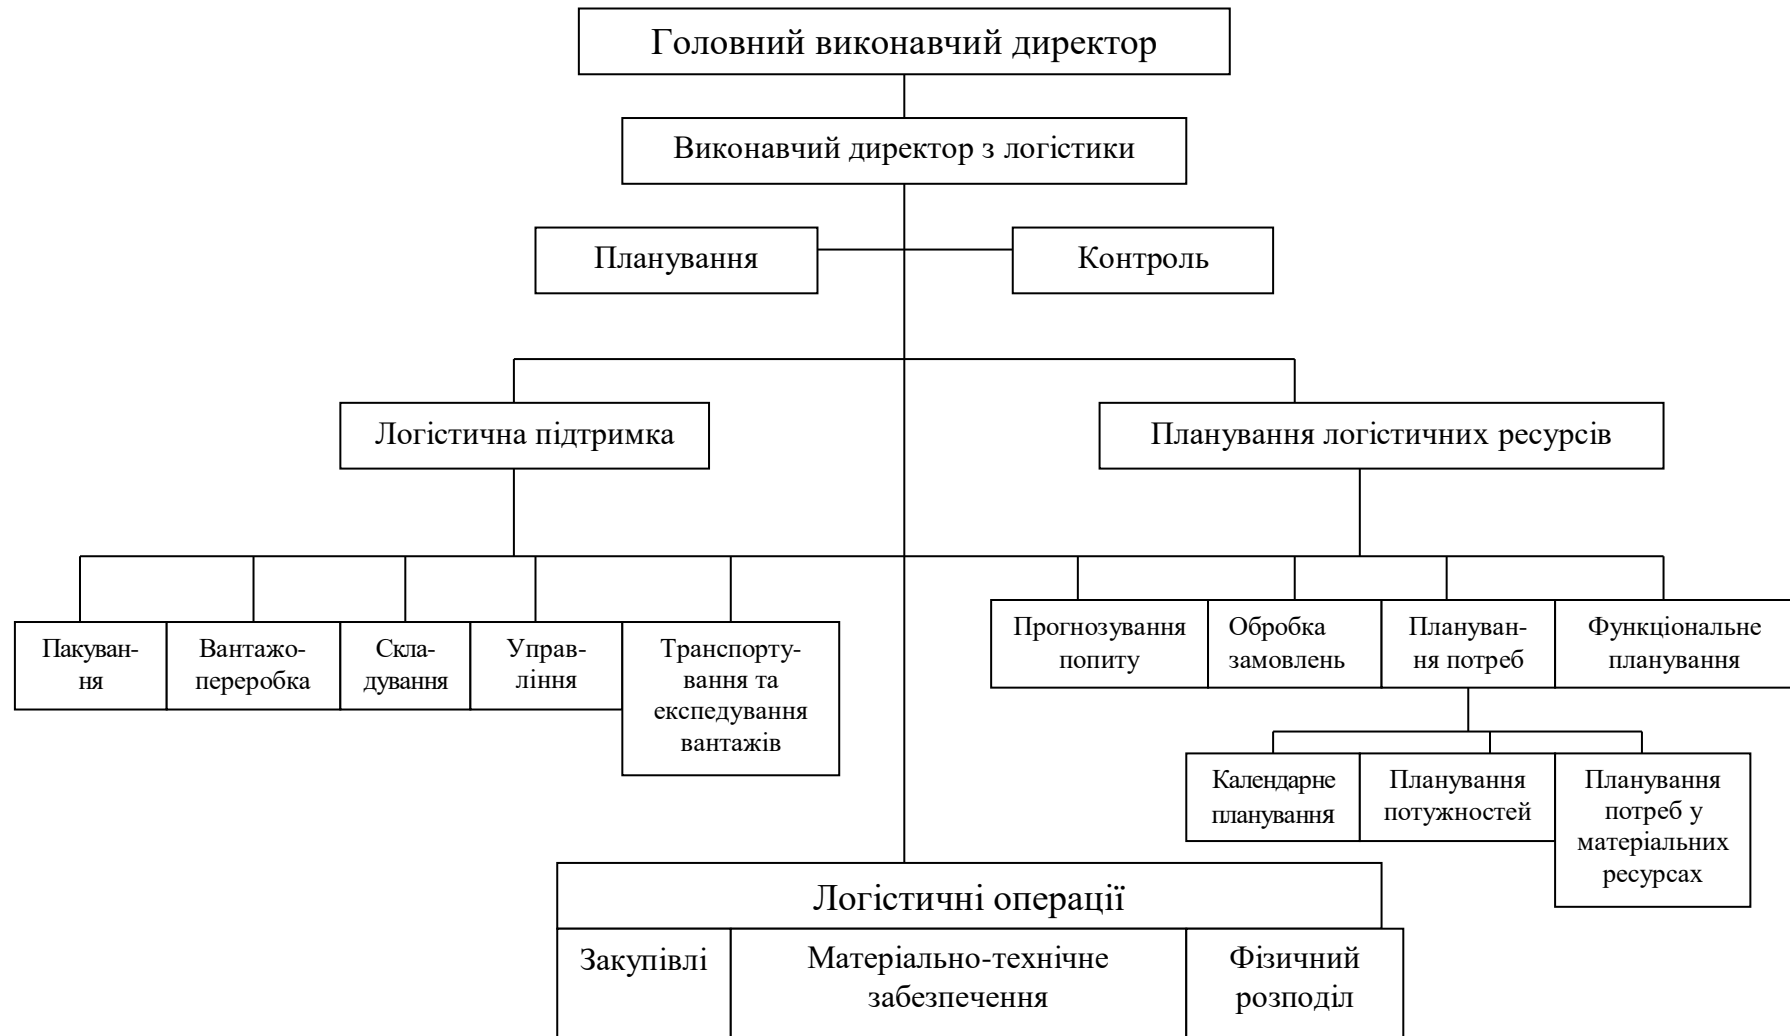 Головний виконавчий директор
Виконавчий директор з логістики
Планування
Контроль
Логістична підтримка
Планування логістичних ресурсів
Пакуван-
ня
Вантажо-
переробка
Скла-
дування
Управ-
ління
Транспорту-
вання та
експедування
вантажів
Прогнозування
попиту
Обробка
замовлень
Плануван-
ня потреб
Функціональне
планування
Календарне
планування
Планування
потужностей
Планування
потреб у
матеріальних
ресурсах
Логістичні операції
Закупівлі
Матеріально-технічне
забезпечення
Фізичний
розподіл